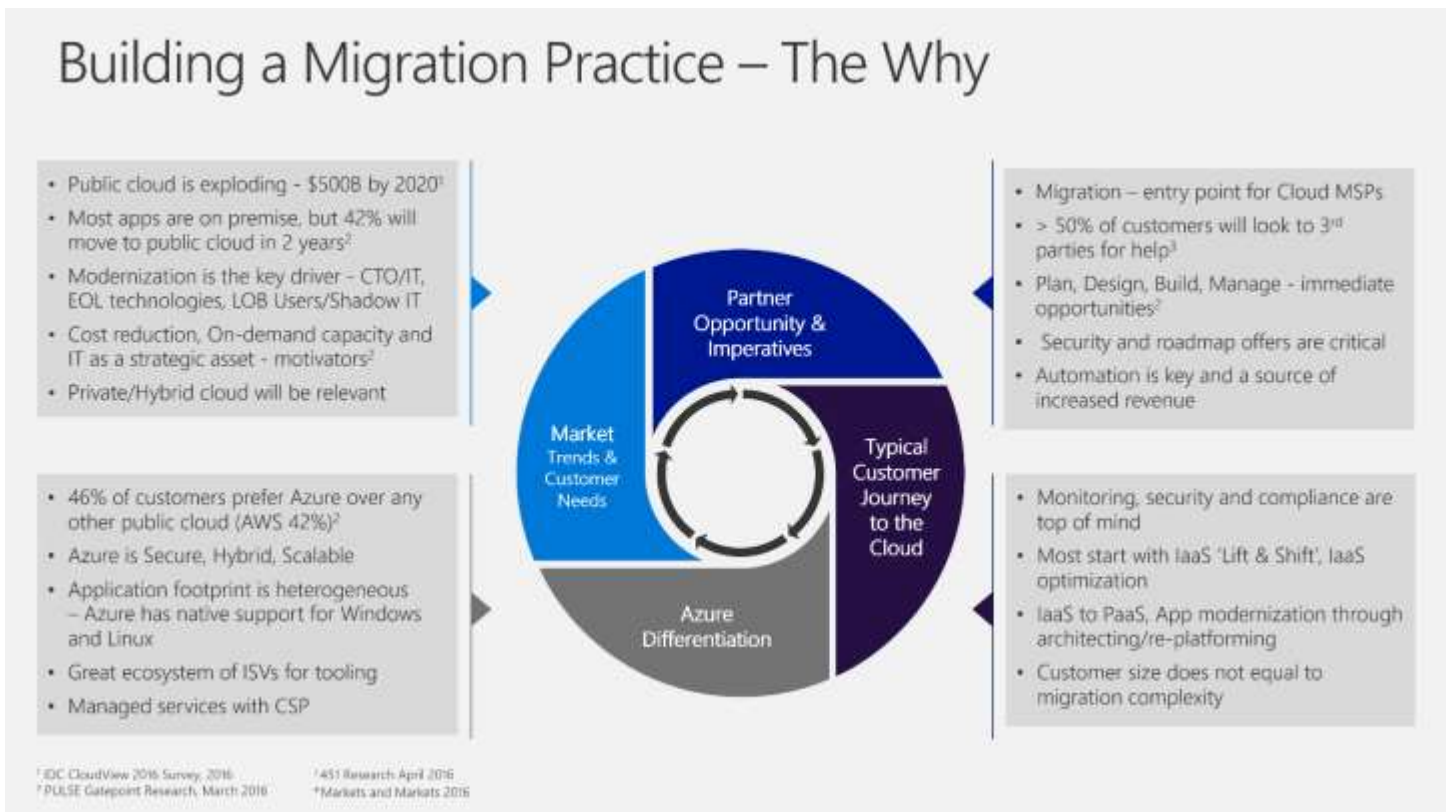 Building a Migration Practice – The Why
• Public cloud is exploding - $500B by 2020¹
• Most apps are on premise, but 42% will
move to public cloud in 2 years²
• Modernization is the key driver - CTO/IT,
EOL technologies, LOB Users/Shadow IT
• Cost reduction, On-demand capacity and
IT as a strategic asset - motivators²
• Private/Hybrid cloud will be relevant
• 46% of customers prefer Azure over any
other public cloud (AWS 42%)²
• Azure is Secure, Hybrid, Scalable
• Application footprint is heterogeneous
– Azure has native support for Windows
and Linux
• Great ecosystem of ISVs for tooling
• Managed services with CSP
Partner
Opportunity &
Imperatives
Market
Trends &
Customer
Needs
Typical
Customer
Journey
to the
Cloud
Azure
Differentiation
• Migration – entry point for Cloud MSPs
• > 50% of customers will look to 3rd
parties for help³
• Plan, Design, Build, Manage - immediate
opportunities²
• Security and roadmap offers are critical
• Automation is key and a source of
increased revenue
• Monitoring, security and compliance are
top of mind
• Most start with IaaS ‘Lift & Shift’, IaaS
optimization
• IaaS to PaaS, App modernization through
architecting/re-platforming
• Customer size does not equal to
migration complexity
IDC CloudView 2016 Survey, 2016
PULSE Gatepoint Research, March 2016
451 Research April 2016
Markets and Markets 2016